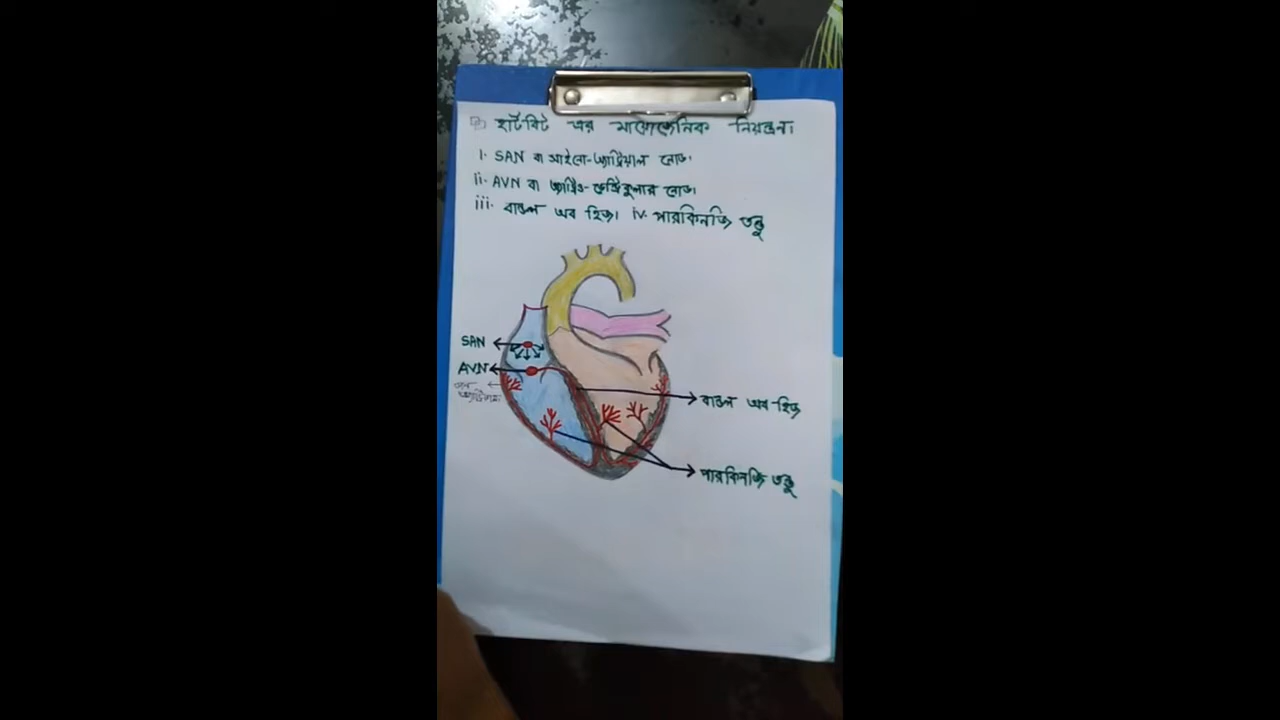 হার্টবিট এর মায়োজেনিক নিয়ন্ত্রন।
i. SAN বা সাইনো-অ্যাট্রিয়াল নোড।
ii. AVN বা অ্যাট্রিও-ভেন্ট্রিকুলার নোড।
iii. বান্ডল অব হিজ। iv. পারকিনজি তন্তু
SAN
AVN
বান্ডল অব হিজ
পারকিনজি তন্তু